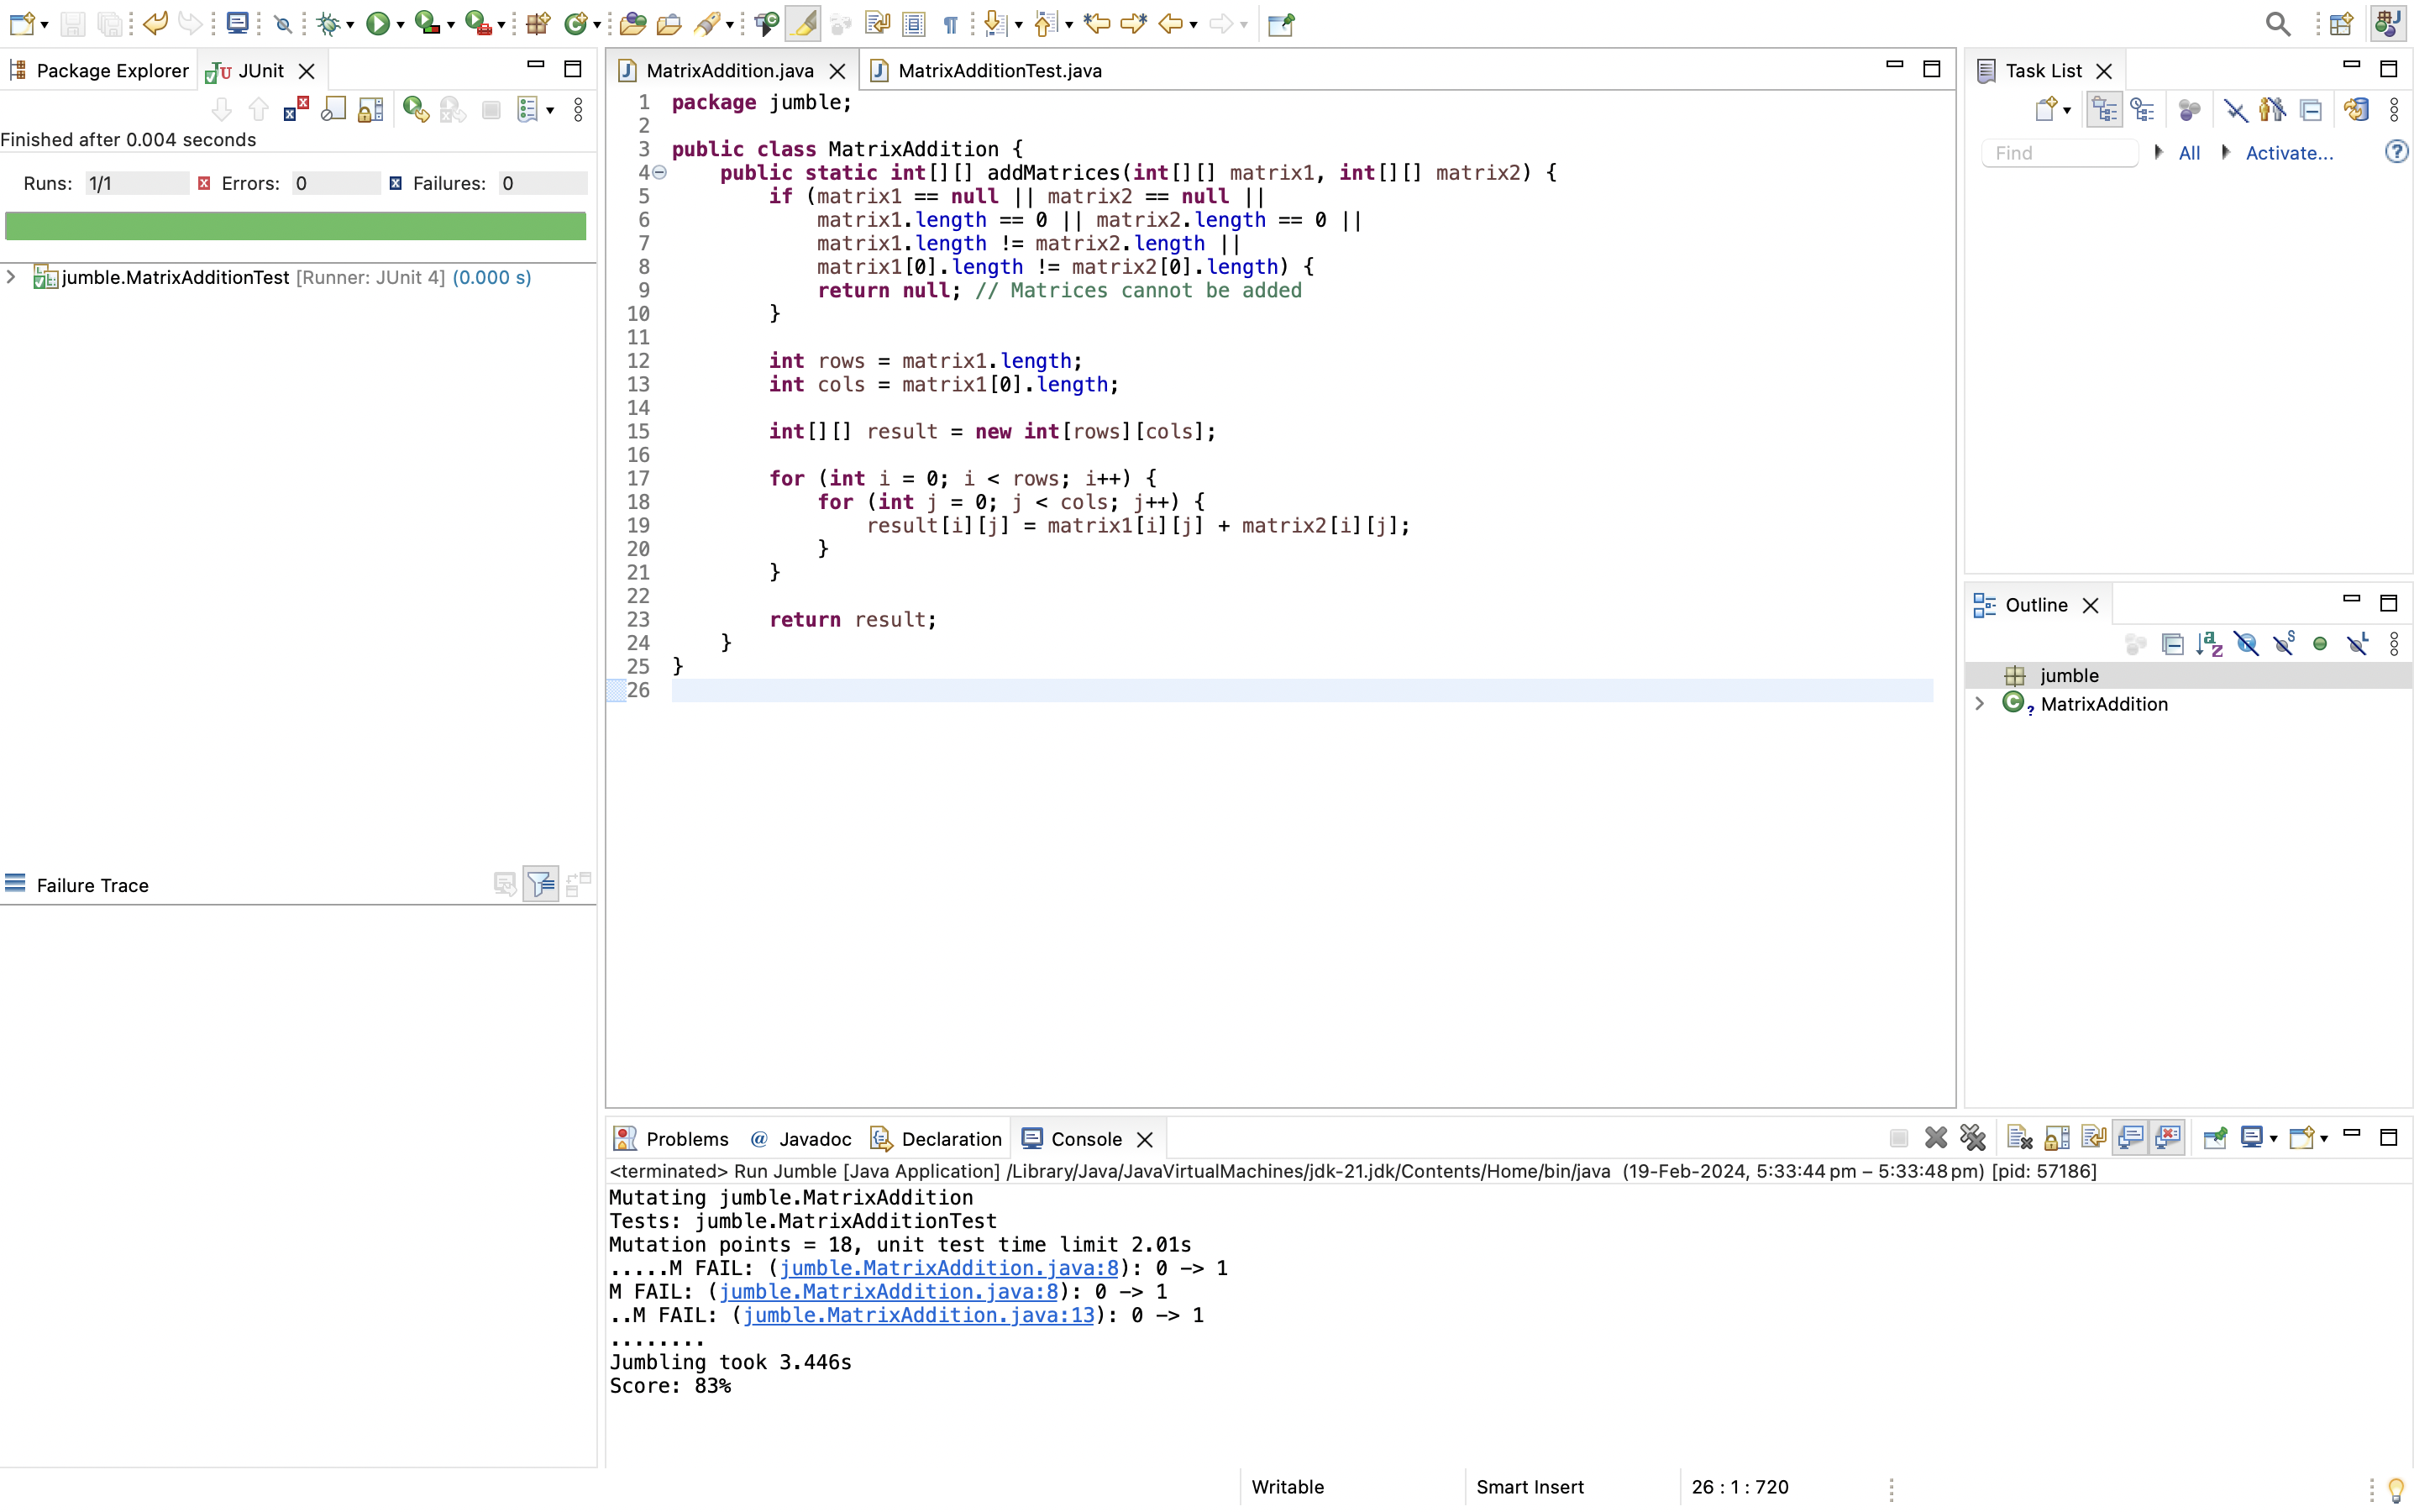 Package Explorer
JUnit
Finished after 0.004 seconds
Runs: 1/1 Errors: 0 Failures: 0
jumble.MatrixAdditionTest [Runner: JUnit 4] (0.000 s)
Failure Trace
MatrixAddition.java
MatrixAdditionTest.java
1 package jumble;
2
3 public class MatrixAddition {
4 public static int[][] addMatrices(int[][] matrix1, int[][] matrix2) {
5 if (matrix1 == null || matrix2 == null ||
6 matrix1.length == 0 || matrix2.length == 0 ||
7 matrix1.length != matrix2.length ||
8 matrix1[0].length != matrix2[0].length) {
9 return null; // Matrices cannot be added
10 }
11
12 int rows = matrix1.length;
13 int cols = matrix1[0].length;
14
15 int[][] result = new int[rows][cols];
16
17 for (int i = 0; i < rows; i++) {
18 for (int j = 0; j < cols; j++) {
19 result[i][j] = matrix1[i][j] + matrix2[i][j];
20 }
21 }
22
23 return result;
24 }
25 }
26
Task List
Find All Activate...
Outline
jumble
MatrixAddition
Problems @ Javadoc Declaration Console
<terminated> Run Jumble [Java Application] /Library/Java/JavaVirtualMachines/jdk-21.jdk/Contents/Home/bin/java (19-Feb-2024, 5:33:44 pm – 5:33:48 pm) [pid: 57186]
Mutating jumble.MatrixAddition
Tests: jumble.MatrixAdditionTest
Mutation points = 18, unit test time limit 2.01s
.....M FAIL: (jumble.MatrixAddition.java:8): 0 -> 1
M FAIL: (jumble.MatrixAddition.java:8): 0 -> 1
..M FAIL: (jumble.MatrixAddition.java:13): 0 -> 1
........
Jumbling took 3.446s
Score: 83%
Writable
Smart Insert
26 : 1 : 720